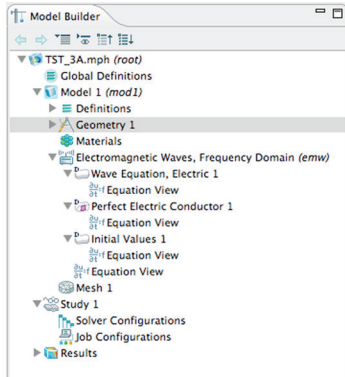 Model Builder
TST_3A.mph (root)
Global Definitions
Model 1 (mod1)
Definitions
Geometry 1
Materials
Electromagnetic Waves, Frequency Domain (emw)
Wave Equation, Electric 1
Equation View
Perfect Electric Conductor 1
Equation View
Initial Values 1
Equation View
Equation View
Mesh 1
Study 1
Solver Configurations
Job Configurations
Results